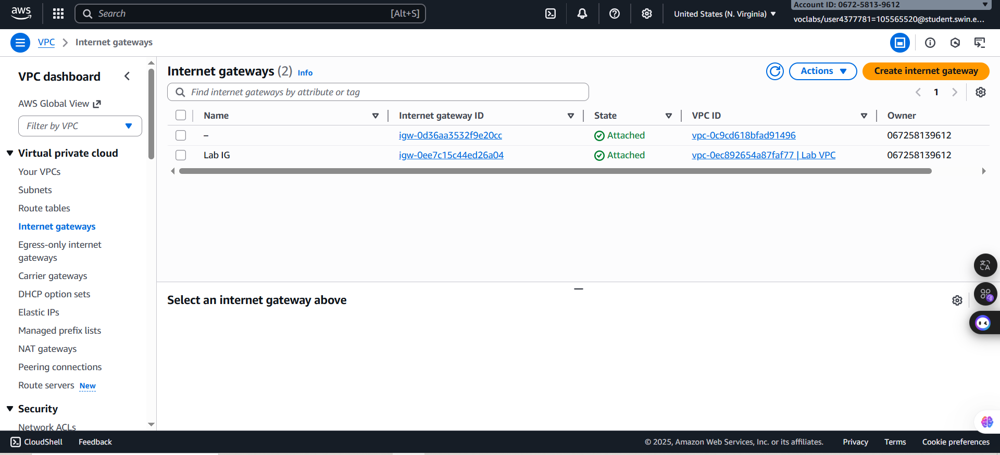 aws
Search [Alt+S]
United States (N. Virginia)
Account ID: 0672-5813-9612
voclabs/user4377781=105565520@student.swin.e...
VPC
Internet gateways
VPC dashboard
AWS Global View
Filter by VPC
Virtual private cloud
Your VPCs
Subnets
Route tables
Internet gateways
Egress-only internet
gateways
Carrier gateways
DHCP option sets
Elastic IPs
Managed prefix lists
NAT gateways
Peering connections
Route servers New
Security
Network ACLs
Internet gateways (2) Info
Actions
Create internet gateway
Find internet gateways by attribute or tag
1
Name Internet gateway ID State VPC ID Owner
– igw-0d36aa3532f9e20cc Attached vpc-0c9cd618bfad91496 067258139612
Lab IG igw-0ee7c15c44ed26a04 Attached vpc-0ec892654a87faf77 | Lab VPC 067258139612
Select an internet gateway above
CloudShell Feedback © 2025, Amazon Web Services, Inc. or its affiliates. Privacy Terms Cookie preferences